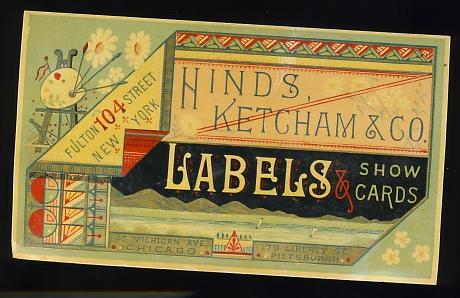 FULTON 104 STREET
NEW YORK
HINDS,
KETCHAM & CO.
LABELS & SHOW CARDS
MICHIGAN AVE.
CHICAGO
179 LIBERTY ST.
PITTSBURGH